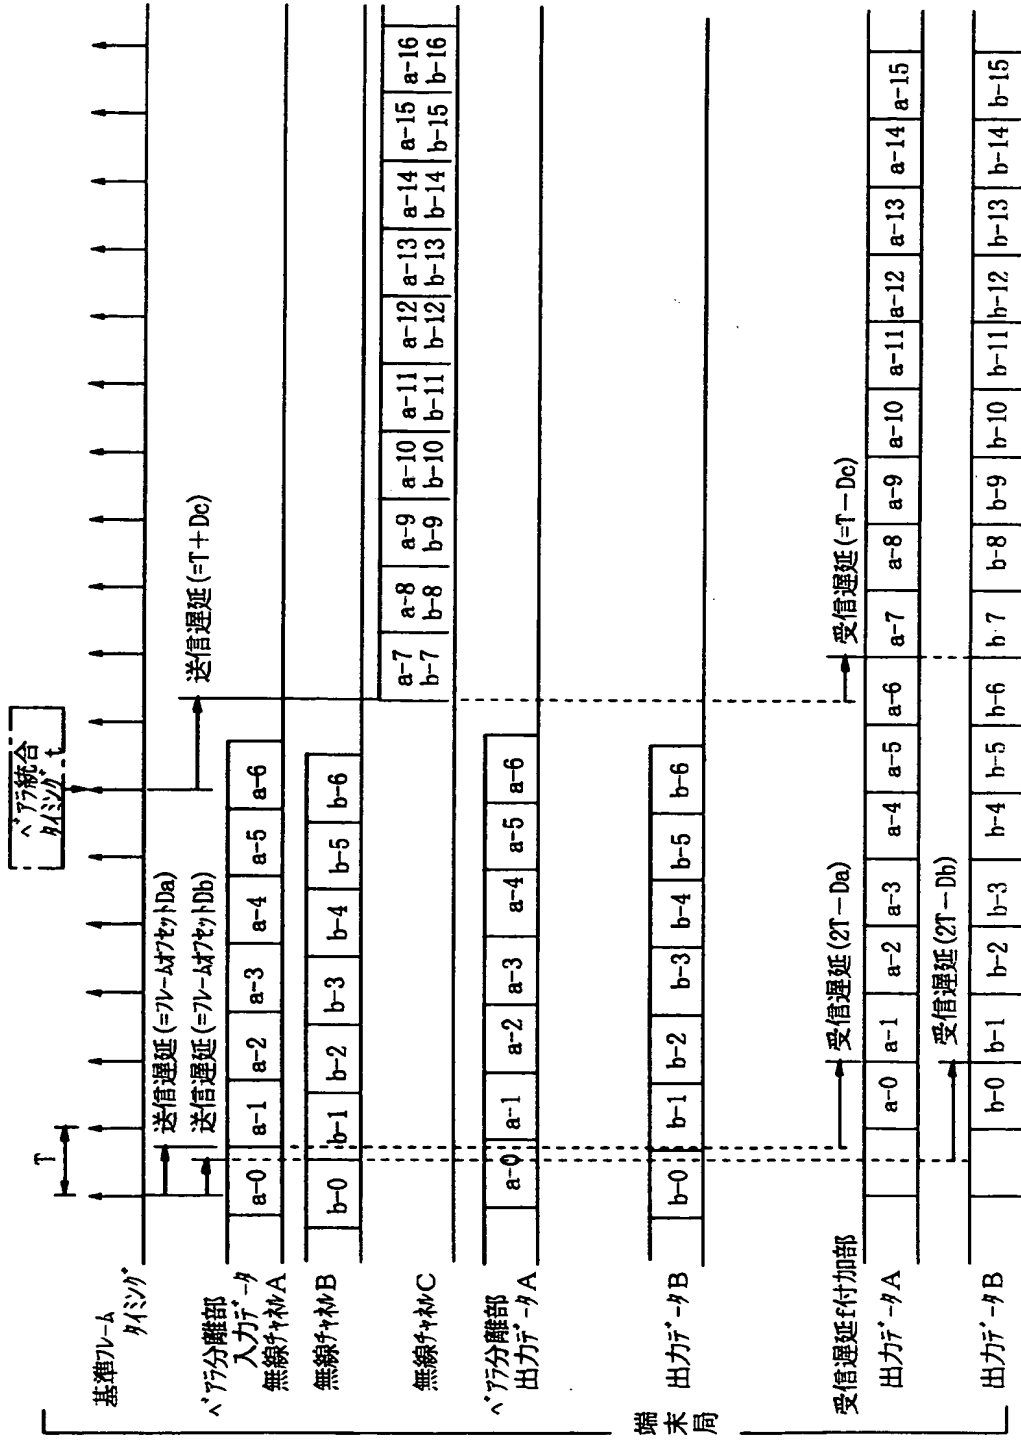 基準フレーム
タイミング
T
ベアラ統合
タイミング t
送信遅延(=フレームオフセットDa)
送信遅延(=フレームオフセットDb)
送信遅延(=T+Dc)
ベアラ分離部
入力データ
無線チャネルA
a-0 a-1 a-2 a-3 a-4 a-5 a-6
無線チャネルB
b-0 b-1 b-2 b-3 b-4 b-5 b-6
無線チャネルC
a-7 a-8 a-9 a-10 a-11 a-12 a-13 a-14 a-15 a-16
b-7 b-8 b-9 b-10 b-11 b-12 b-13 b-14 b-15 b-16
ベアラ分離部
出力データA
a-0 a-1 a-2 a-3 a-4 a-5 a-6
出力データB
b-0 b-1 b-2 b-3 b-4 b-5 b-6
端末局
受信遅延f付加部
受信遅延(2T-Da)
受信遅延(=T-Dc)
出力データA
a-0 a-1 a-2 a-3 a-4 a-5 a-6 a-7 a-8 a-9 a-10 a-11 a-12 a-13 a-14 a-15
受信遅延(2T-Db)
出力データB
b-0 b-1 b-2 b-3 b-4 b-5 b-6 b-7 b-8 b-9 b-10 b-11 b-12 b-13 b-14 b-15